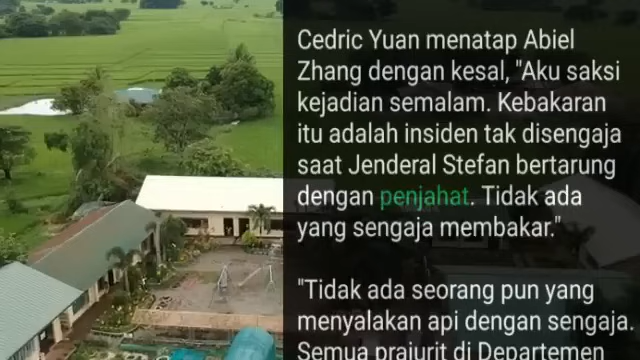 Cedric Yuan menatap Abiel
Zhang dengan kesal, "Aku saksi
kejadian semalam. Kebakaran
itu adalah insiden tak disengaja
saat Jenderal Stefan bertarung
dengan penjahat. Tidak ada
yang sengaja membakar."
"Tidak ada seorang pun yang
menyalakan api dengan sengaja.
Semua prajurit di Departemen